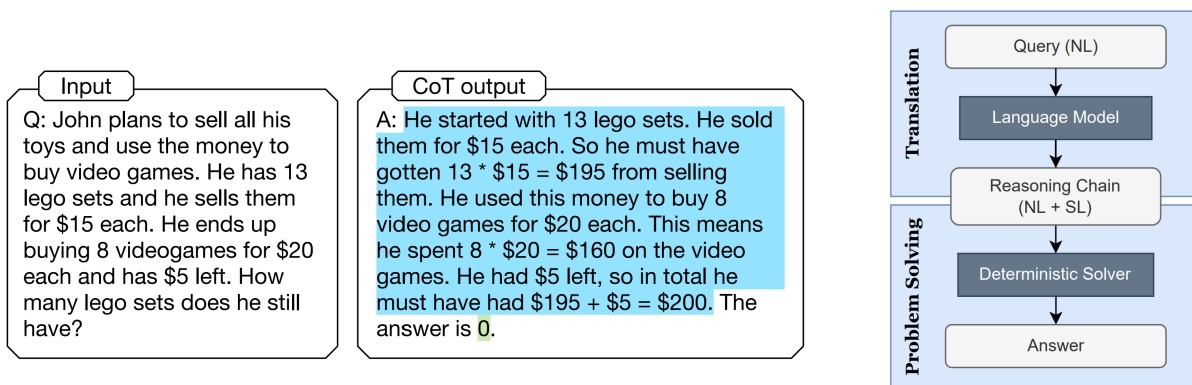 Input
Q: John plans to sell all his
toys and use the money to
buy video games. He has 13
lego sets and he sells them
for $15 each. He ends up
buying 8 videogames for $20
each and has $5 left. How
many lego sets does he still
have?
CoT output
A: He started with 13 lego sets. He sold
them for $15 each. So he must have
gotten 13 * $15 = $195 from selling
them. He used this money to buy 8
video games for $20 each. This means
he spent 8 * $20 = $160 on the video
games. He had $5 left, so in total he
must have had $195 + $5 = $200. The
answer is 0.
Translation
Query (NL)
Language Model
Reasoning Chain
(NL + SL)
Problem Solving
Deterministic Solver
Answer